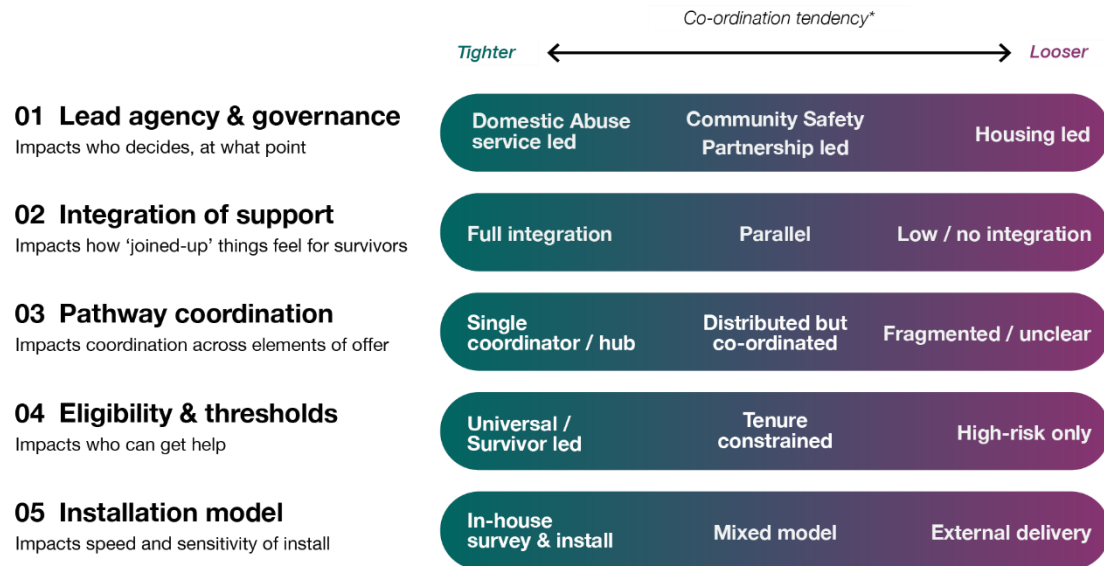 Co-ordination tendency*
Tighter
Looser
01 Lead agency & governance
Impacts who decides, at what point
Domestic Abuse
service led
Community Safety
Partnership led
Housing led
02 Integration of support
Impacts how ‘joined-up’ things feel for survivors
Full integration
Parallel
Low / no integration
03 Pathway coordination
Impacts coordination across elements of offer
Single
coordinator / hub
Distributed but
co-ordinated
Fragmented / unclear
04 Eligibility & thresholds
Impacts who can get help
Universal /
Survivor led
Tenure
constrained
High-risk only
05 Installation model
Impacts speed and sensitivity of install
In-house
survey & install
Mixed model
External delivery